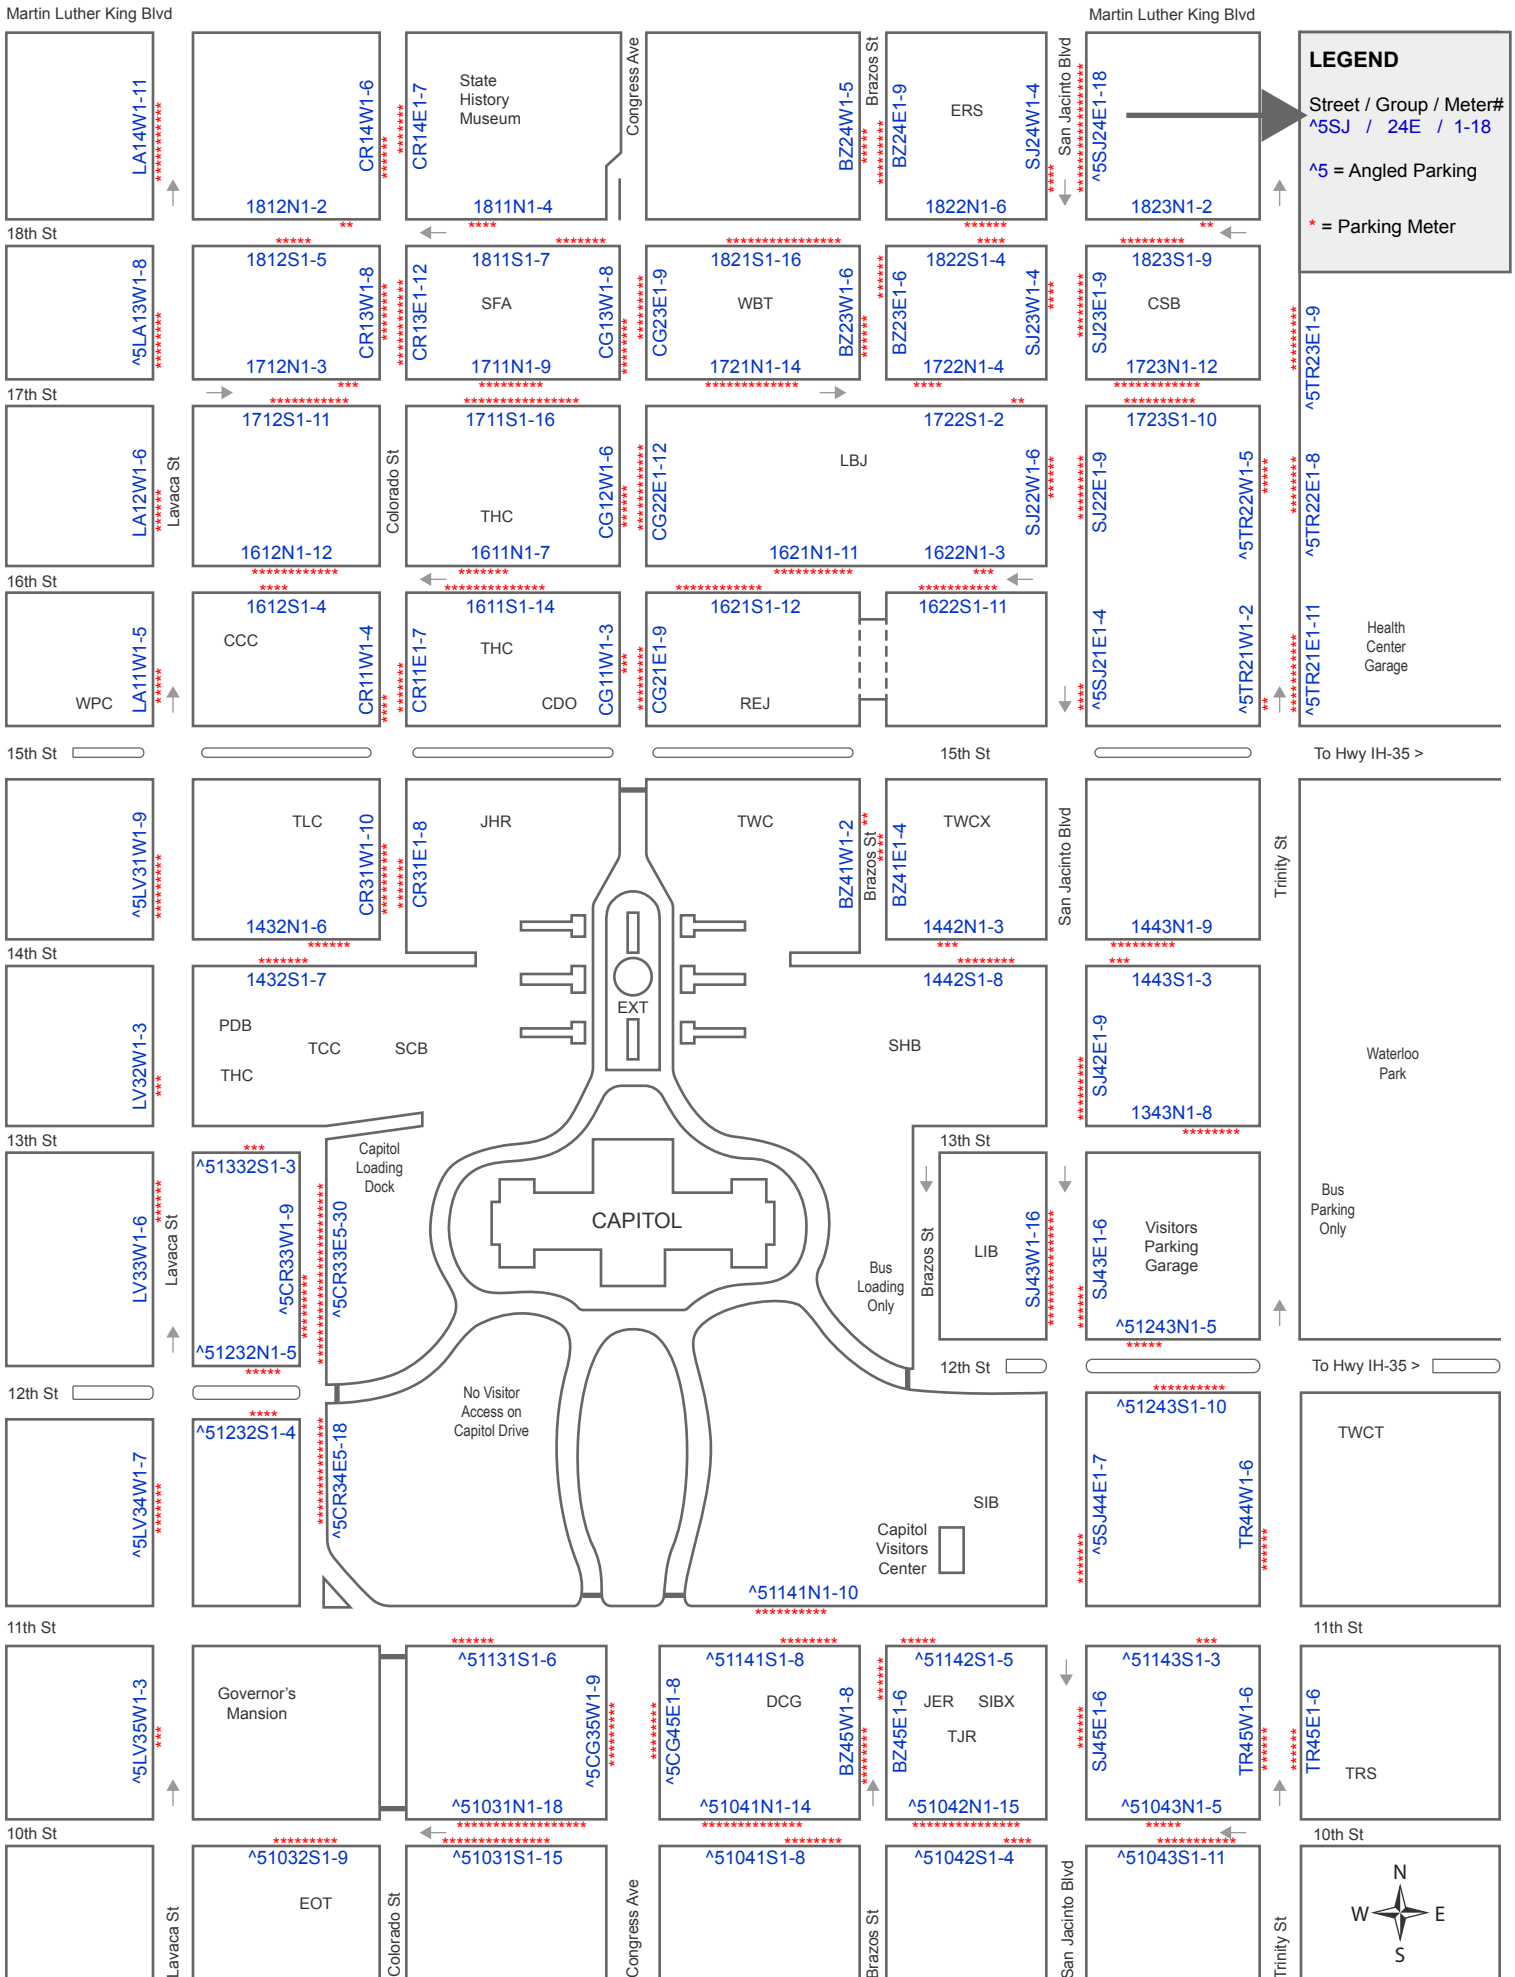 Martin Luther King Blvd
Martin Luther King Blvd
LA14W1-11
CR14W1-6
CR14E1-7
State
History
Museum
Congress Ave
BZ24W1-5
Brazos St
BZ24E1-9
ERS
SJ24W1-4
San Jacinto Blvd
^5SJ24E1-18
LEGEND
Street / Group / Meter#
^5SJ / 24E / 1-18
^5 = Angled Parking
* = Parking Meter
1812N1-2
1811N1-4
1822N1-6
1823N1-2
18th St
1812S1-5
1811S1-7
1821S1-16
1822S1-4
1823S1-9
^5LA13W1-8
CR13W1-8
CR13E1-12
SFA
CG13W1-8
CG23E1-9
WBT
BZ23W1-6
BZ23E1-6
SJ23W1-4
SJ23E1-9
CSB
^5TR23E1-9
1712N1-3
1711N1-9
1721N1-14
1722N1-4
1723N1-12
17th St
1712S1-11
1711S1-16
1722S1-2
1723S1-10
LA12W1-6
Lavaca St
Colorado St
THC
CG12W1-6
CG22E1-12
LBJ
SJ22W1-6
SJ22E1-9
^5TR22W1-5
^5TR22E1-8
1612N1-12
1611N1-7
1621N1-11
1622N1-3
16th St
1612S1-4
1611S1-14
1621S1-12
1622S1-11
WPC
LA11W1-5
CCC
CR11W1-4
CR11E1-7
THC
CDO
CG11W1-3
CG21E1-9
REJ
^5SJ21E1-4
^5TR21W1-2
^5TR21E1-11
Health
Center
Garage
15th St
15th St
To Hwy IH-35 >
^5LV31W1-9
TLC
CR31W1-10
CR31E1-8
JHR
TWC
BZ41W1-2
Brazos St
BZ41E1-4
TWCX
San Jacinto Blvd
Trinity St
1432N1-6
1442N1-3
1443N1-9
14th St
1432S1-7
1442S1-8
1443S1-3
EXT
LV32W1-3
PDB
TCC
SCB
THC
SHB
SJ42E1-9
Waterloo
Park
1343N1-8
13th St
13th St
^51332S1-3
Capitol
Loading
Dock
LV33W1-6
Lavaca St
^5CR33W1-9
^5CR33E5-30
CAPITOL
Bus
Loading
Only
Brazos St
LIB
SJ43W1-16
SJ43E1-6
Visitors
Parking
Garage
Bus
Parking
Only
^51232N1-5
^51243N1-5
12th St
12th St
To Hwy IH-35 >
^51232S1-4
^51243S1-10
^5LV34W1-7
^5CR34E5-18
No Visitor
Access on
Capitol Drive
SIB
Capitol
Visitors
Center
^5SJ44E1-7
TR44W1-6
TWCT
^51141N1-10
11th St
11th St
^51131S1-6
^51141S1-8
^51142S1-5
^51143S1-3
^5LV35W1-3
Governor's
Mansion
^5CG35W1-9
^5CG45E1-8
DCG
BZ45W1-8
BZ45E1-6
JER
SIBX
TJR
SJ45E1-6
TR45W1-6
TR45E1-6
TRS
^51031N1-18
^51041N1-14
^51042N1-15
^51043N1-5
10th St
10th St
^51032S1-9
^51031S1-15
^51041S1-8
^51042S1-4
^51043S1-11
Lavaca St
EOT
Colorado St
Congress Ave
Brazos St
San Jacinto Blvd
Trinity St
N
W
E
S